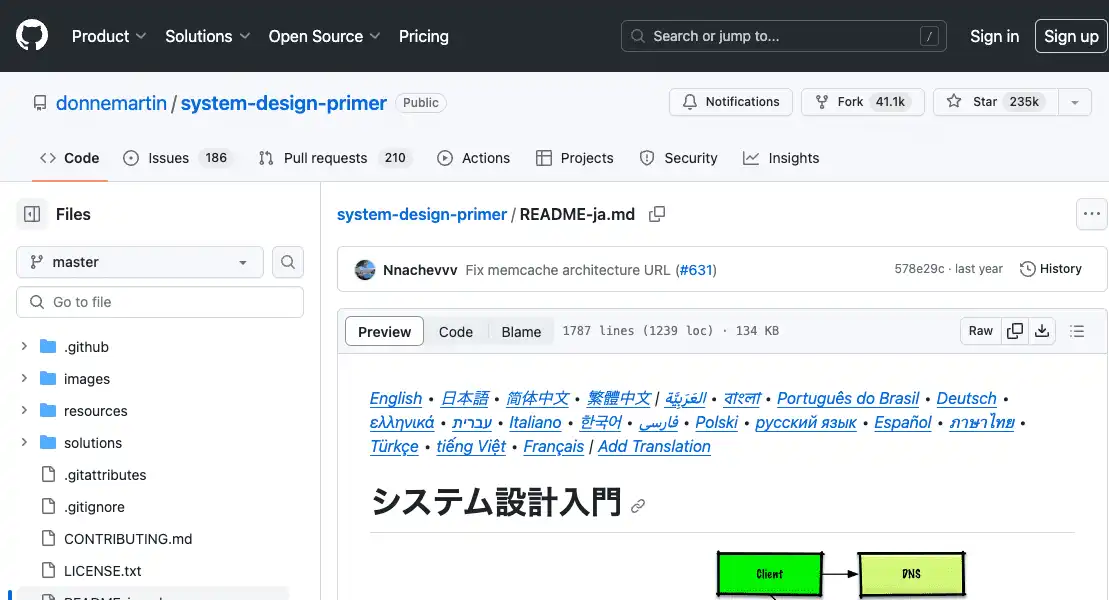 Product Solutions Open Source Pricing Search or jump to... / Sign in Sign up
donnemartin / system-design-primer Public Notifications Fork 41.1k Star 235k
Code Issues 186 Pull requests 210 Actions Projects Security Insights
Files
master
Go to file
.github
images
resources
solutions
.gitattributes
.gitignore
CONTRIBUTING.md
LICENSE.txt
system-design-primer / README-ja.md
Nnachevvv Fix memcache architecture URL (#631) 578e29c · last year History
Preview Code Blame 1787 lines (1239 loc) · 134 KB Raw
English • 日本語 • 简体中文 • 繁體中文 | العَرَبِيَّة • বাংলা • Português do Brasil • Deutsch •
ελληνικά • עברית • Italiano • 한국어 • فارسی • Polski • русский язык • Español • ภาษาไทย •
Türkçe • tiếng Việt • Français | Add Translation
システム設計入門
Client DNS